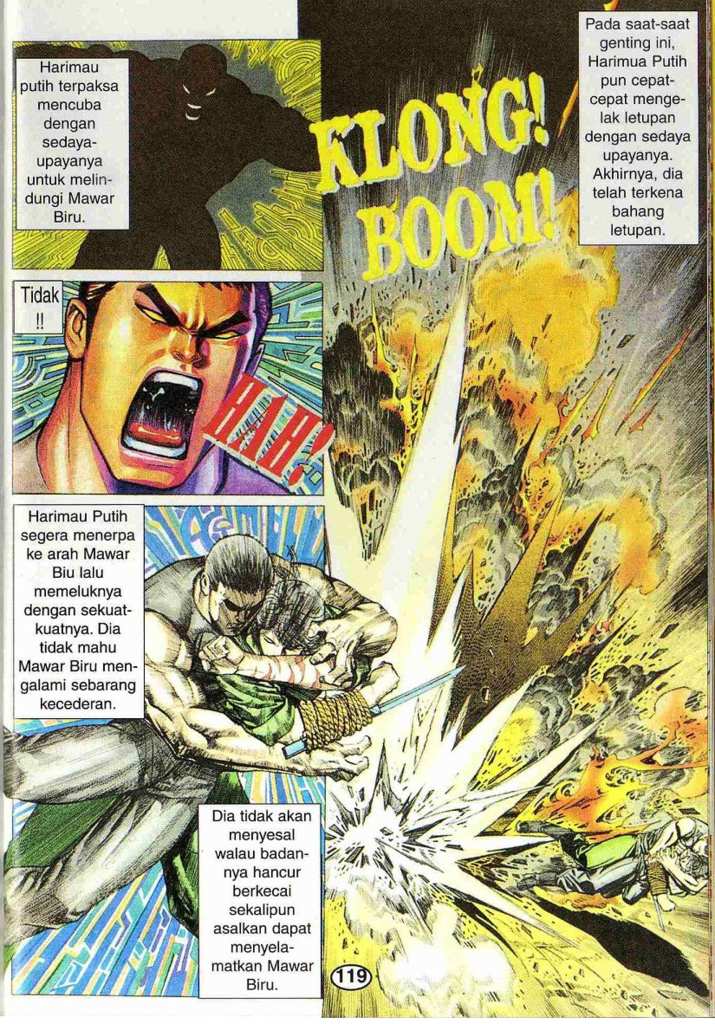 Harimau
putih terpaksa
mencuba
dengan
sedaya-
upayanya
untuk melin-
dungi Mawar
Biru.
Tidak
!!
HAH!
Harimau Putih
segera menerpa
ke arah Mawar
Biu lalu
memeluknya
dengan sekuat-
kuatnya. Dia
tidak mahu
Mawar Biru men-
galami sebarang
kecederan.
Dia tidak akan
menyesal
walau badan-
nya hancur
berkecai
sekalipun
asalkan dapat
menyela-
matkan Mawar
Biru.
KLONG!
BOOM!
Pada saat-saat
genting ini,
Harimua Putih
pun cepat-
cepat menge-
lak letupan
dengan sedaya
upayanya.
Akhirnya, dia
telah terkena
bahang
letupan.
119